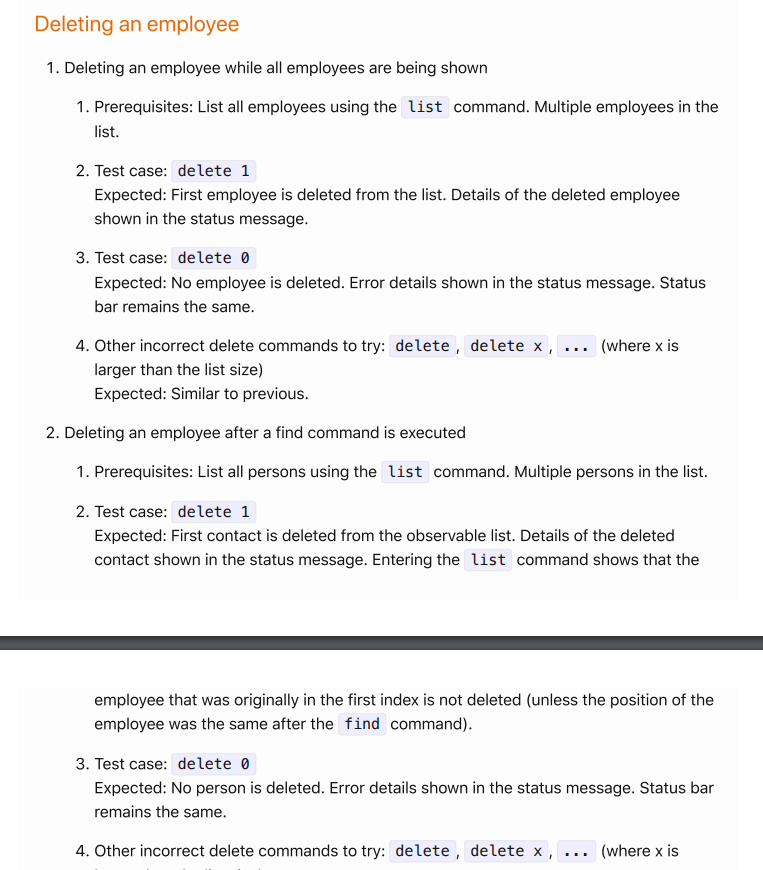 Deleting an employee
1. Deleting an employee while all employees are being shown
1. Prerequisites: List all employees using the list command. Multiple employees in the
list.
2. Test case: delete 1
Expected: First employee is deleted from the list. Details of the deleted employee
shown in the status message.
3. Test case: delete 0
Expected: No employee is deleted. Error details shown in the status message. Status
bar remains the same.
4. Other incorrect delete commands to try: delete , delete x , ... (where x is
larger than the list size)
Expected: Similar to previous.
2. Deleting an employee after a find command is executed
1. Prerequisites: List all persons using the list command. Multiple persons in the list.
2. Test case: delete 1
Expected: First contact is deleted from the observable list. Details of the deleted
contact shown in the status message. Entering the list command shows that the
employee that was originally in the first index is not deleted (unless the position of the
employee was the same after the find command).
3. Test case: delete 0
Expected: No person is deleted. Error details shown in the status message. Status bar
remains the same.
4. Other incorrect delete commands to try: delete , delete x , ... (where x is